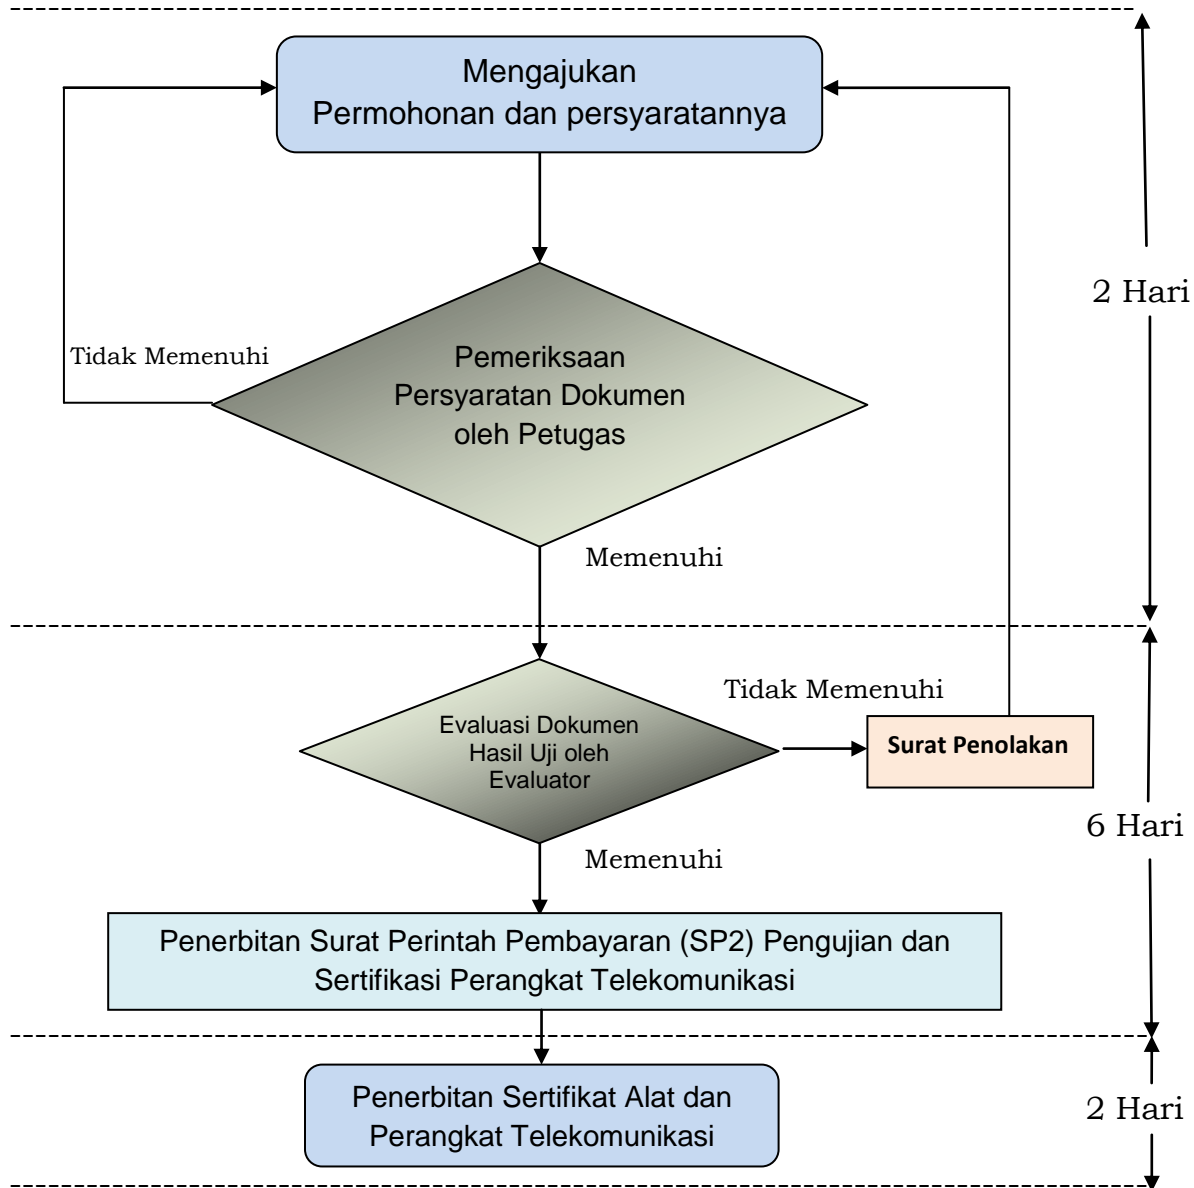 Mengajukan
Permohonan dan persyaratannya
2 Hari
Tidak Memenuhi
Pemeriksaan
Persyaratan Dokumen
oleh Petugas
Memenuhi
Tidak Memenuhi
Evaluasi Dokumen
Hasil Uji oleh
Evaluator
Surat Penolakan
6 Hari
Memenuhi
Penerbitan Surat Perintah Pembayaran (SP2) Pengujian dan
Sertifikasi Perangkat Telekomunikasi
Penerbitan Sertifikat Alat dan
Perangkat Telekomunikasi
2 Hari